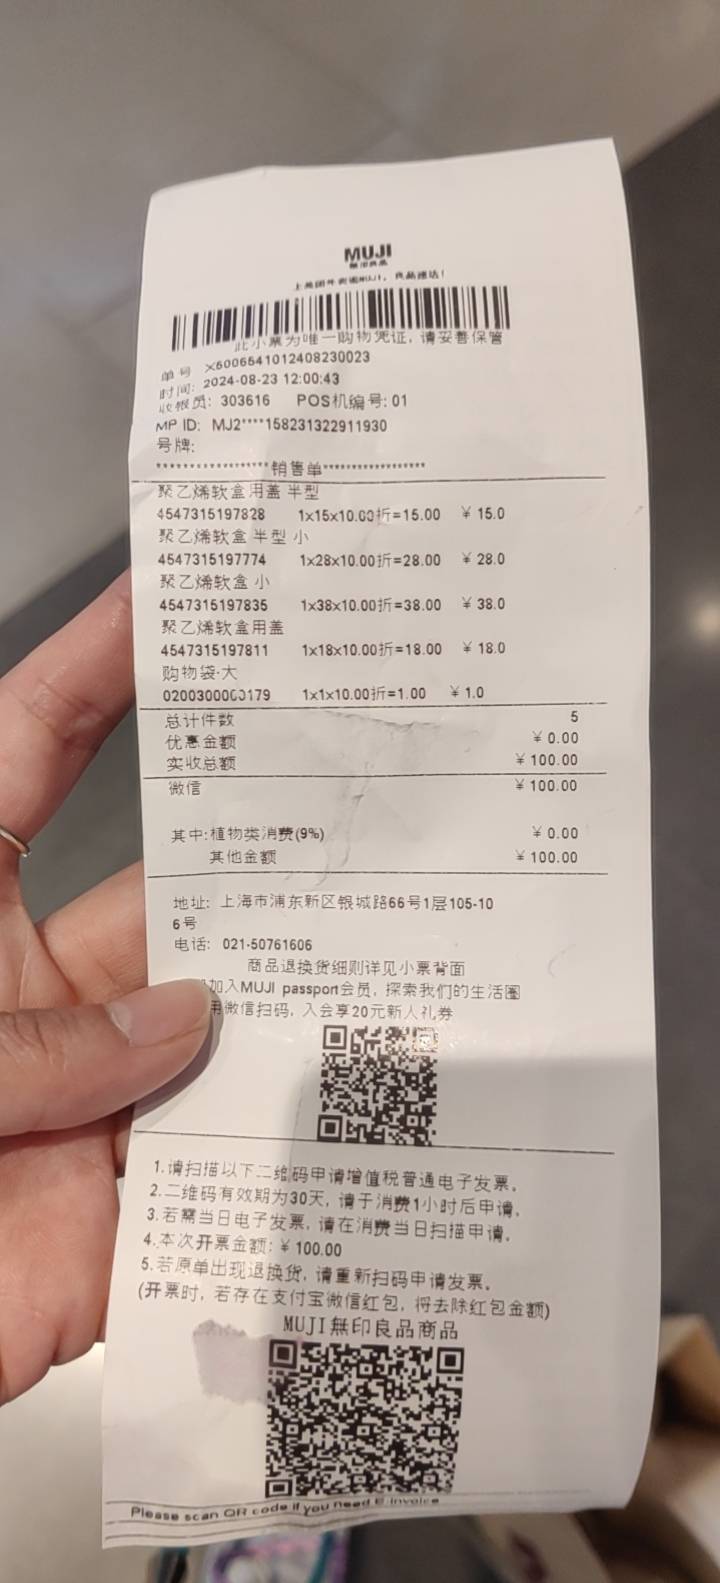 MUJI
無印良品
此小票为唯一购物凭证, 请妥善保管
单号 X6006541012408230023
时间: 2024-08-23 12:00:43
收银员: 303616 POS机编号: 01
MP ID: MJ2****158231322911930
号牌:
*******************销售单*****************
聚乙烯软盒用盖 半型
4547315197828 1x15x10.00折=15.00 ¥ 15.0
聚乙烯软盒 半型 小
4547315197774 1x28x10.00折=28.00 ¥ 28.0
聚乙烯软盒 小
4547315197835 1x38x10.00折=38.00 ¥ 38.0
聚乙烯软盒用盖
4547315197811 1x18x10.00折=18.00 ¥ 18.0
购物袋·大
0200300000179 1x1x10.00折=1.00 ¥ 1.0
总计件数 5
优惠金额 ¥ 0.00
实收总额 ¥ 100.00
微信 ¥ 100.00
其中:植物类消费(9%) ¥ 0.00
其他金额 ¥ 100.00
地址: 上海市浦东新区银城路66号1层105-10
6号
电话: 021-50761606
商品退换货细则详见小票背面
加入MUJI passport会员, 探索我们的生活圈
用微信扫码, 入会享20元新人礼券
1.请扫描以下二维码申请增值税普通电子发票。
2.二维码有效期为30天, 请于消费1小时后申请。
3.若需当日电子发票, 请在消费当日扫描申请。
4.本次开票金额: ¥ 100.00
5.若原单出现退换货, 请重新扫码申请发票。
(开票时, 若存在支付宝微信红包, 将去除红包金额)
MUJI無印良品商品
Please scan QR code if you need E-invoice